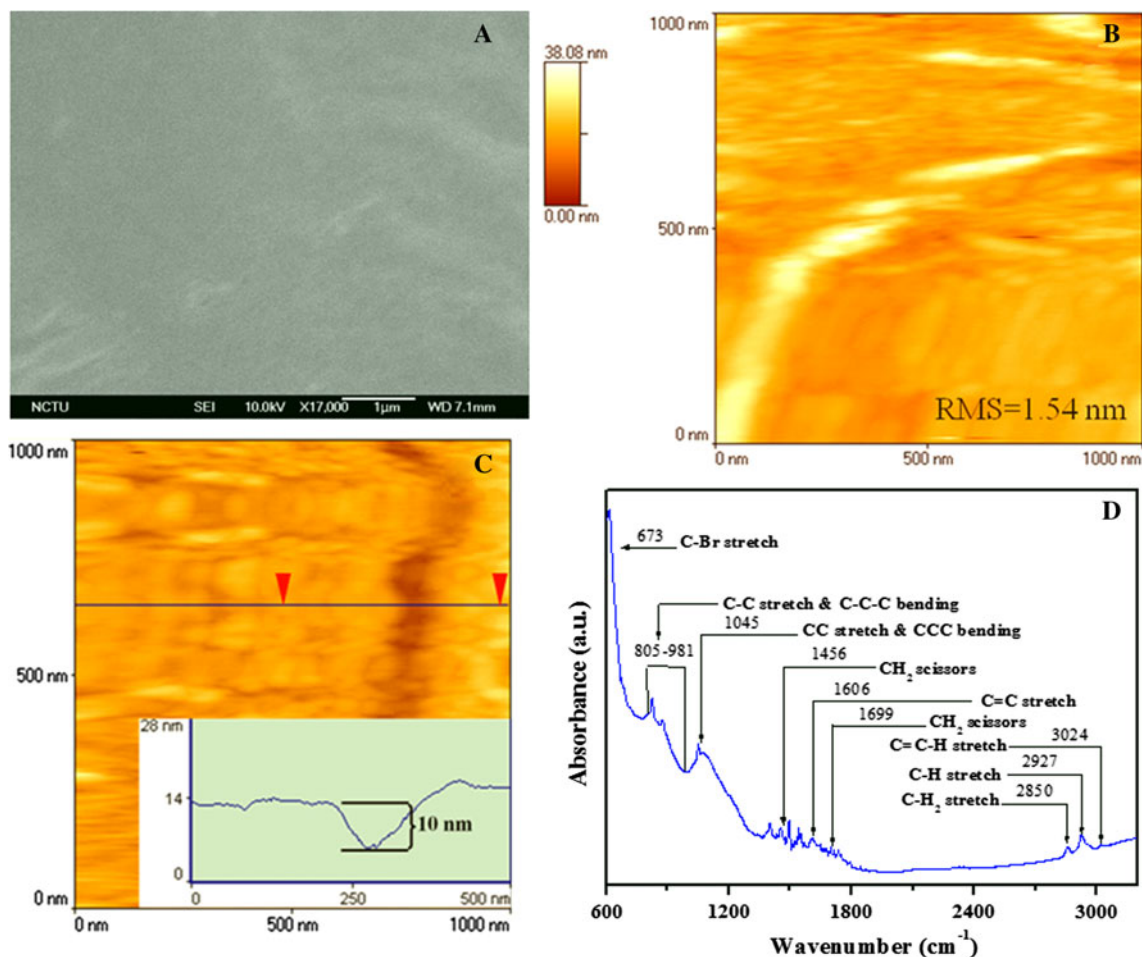 A
NCTU SEI 10.0kV X17,000 1µm WD 7.1mm
38.08 nm
0.00 nm
B
1000 nm
500 nm
0 nm
RMS=1.54 nm
0 nm 500 nm 1000 nm
C
1000 nm
500 nm
0 nm
28 nm
14
0
10 nm
0 250 500 nm
0 nm 500 nm 1000 nm
D
673 C-Br stretch
C-C stretch & C-C-C bending
805-981
1045 CC stretch & CCC bending
1456 CH₂ scissors
1606 C=C stretch
1699 CH₂ scissors
C=C-H stretch 3024
C-H stretch 2927
C-H₂ stretch 2850
Absorbance (a.u.)
600 1200 1800 2400 3000
Wavenumber (cm⁻¹)